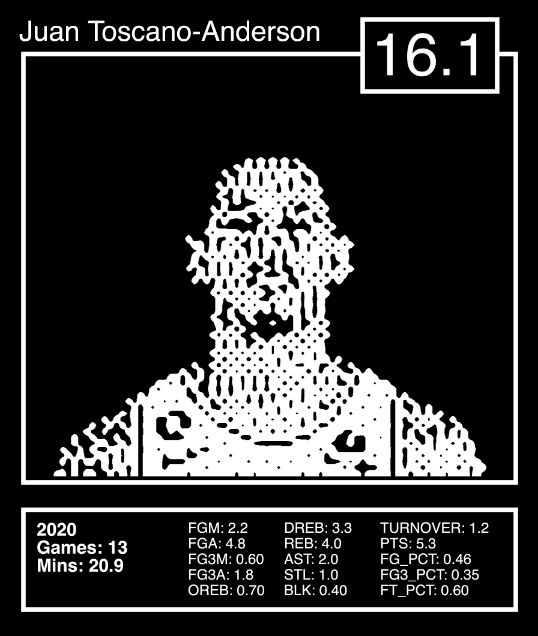 Juan Toscano-Anderson
16.1
2020
Games: 13
Mins: 20.9
FGM: 2.2
FGA: 4.8
FG3M: 0.60
FG3A: 1.8
OREB: 0.70
DREB: 3.3
REB: 4.0
AST: 2.0
STL: 1.0
BLK: 0.40
TURNOVER: 1.2
PTS: 5.3
FG_PCT: 0.46
FG3_PCT: 0.35
FT_PCT: 0.60